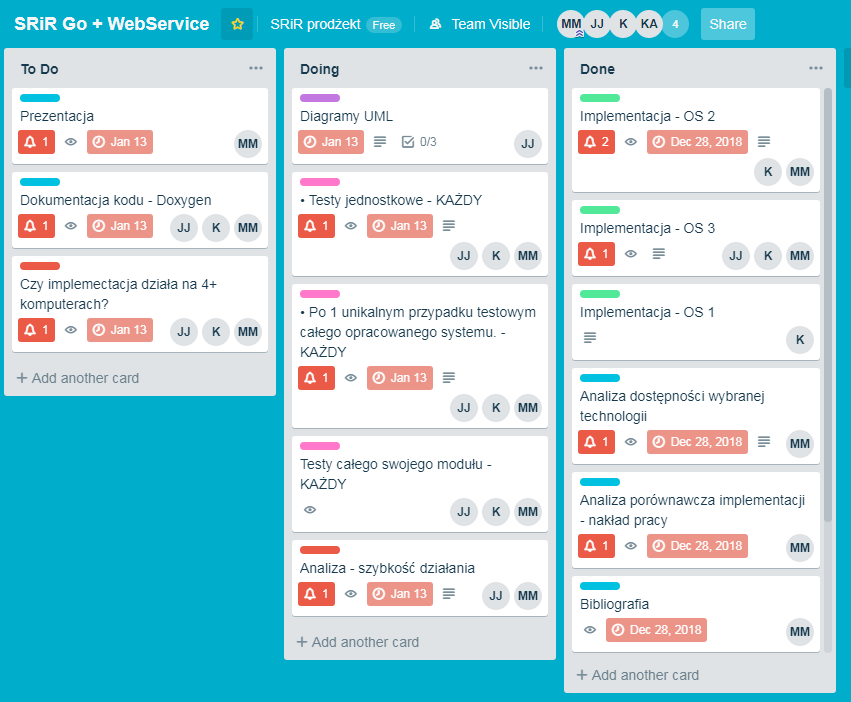 SRiR Go + WebService SRiR prodżekt Free Team Visible MM JJ K KA 4 Share
To Do
Prezentacja
1 Jan 13 MM
Dokumentacja kodu - Doxygen
1 Jan 13 JJ K MM
Czy implemectacja działa na 4+
komputerach?
1 Jan 13 JJ K MM
+ Add another card
Doing
Diagramy UML
Jan 13 0/3 JJ
• Testy jednostkowe - KAŻDY
1 Jan 13
JJ K MM
• Po 1 unikalnym przypadku testowym
całego opracowanego systemu. -
KAŻDY
1 Jan 13
JJ K MM
Testy całego swojego modułu -
KAŻDY
JJ K MM
Analiza - szybkość działania
1 Jan 13 JJ MM
+ Add another card
Done
Implementacja - OS 2
2 Dec 28, 2018
K MM
Implementacja - OS 3
1 JJ K MM
Implementacja - OS 1
K
Analiza dostępności wybranej
technologii
1 Dec 28, 2018 MM
Analiza porównawcza implementacji
- nakład pracy
1 Dec 28, 2018 MM
Bibliografia
Dec 28, 2018 MM
+ Add another card